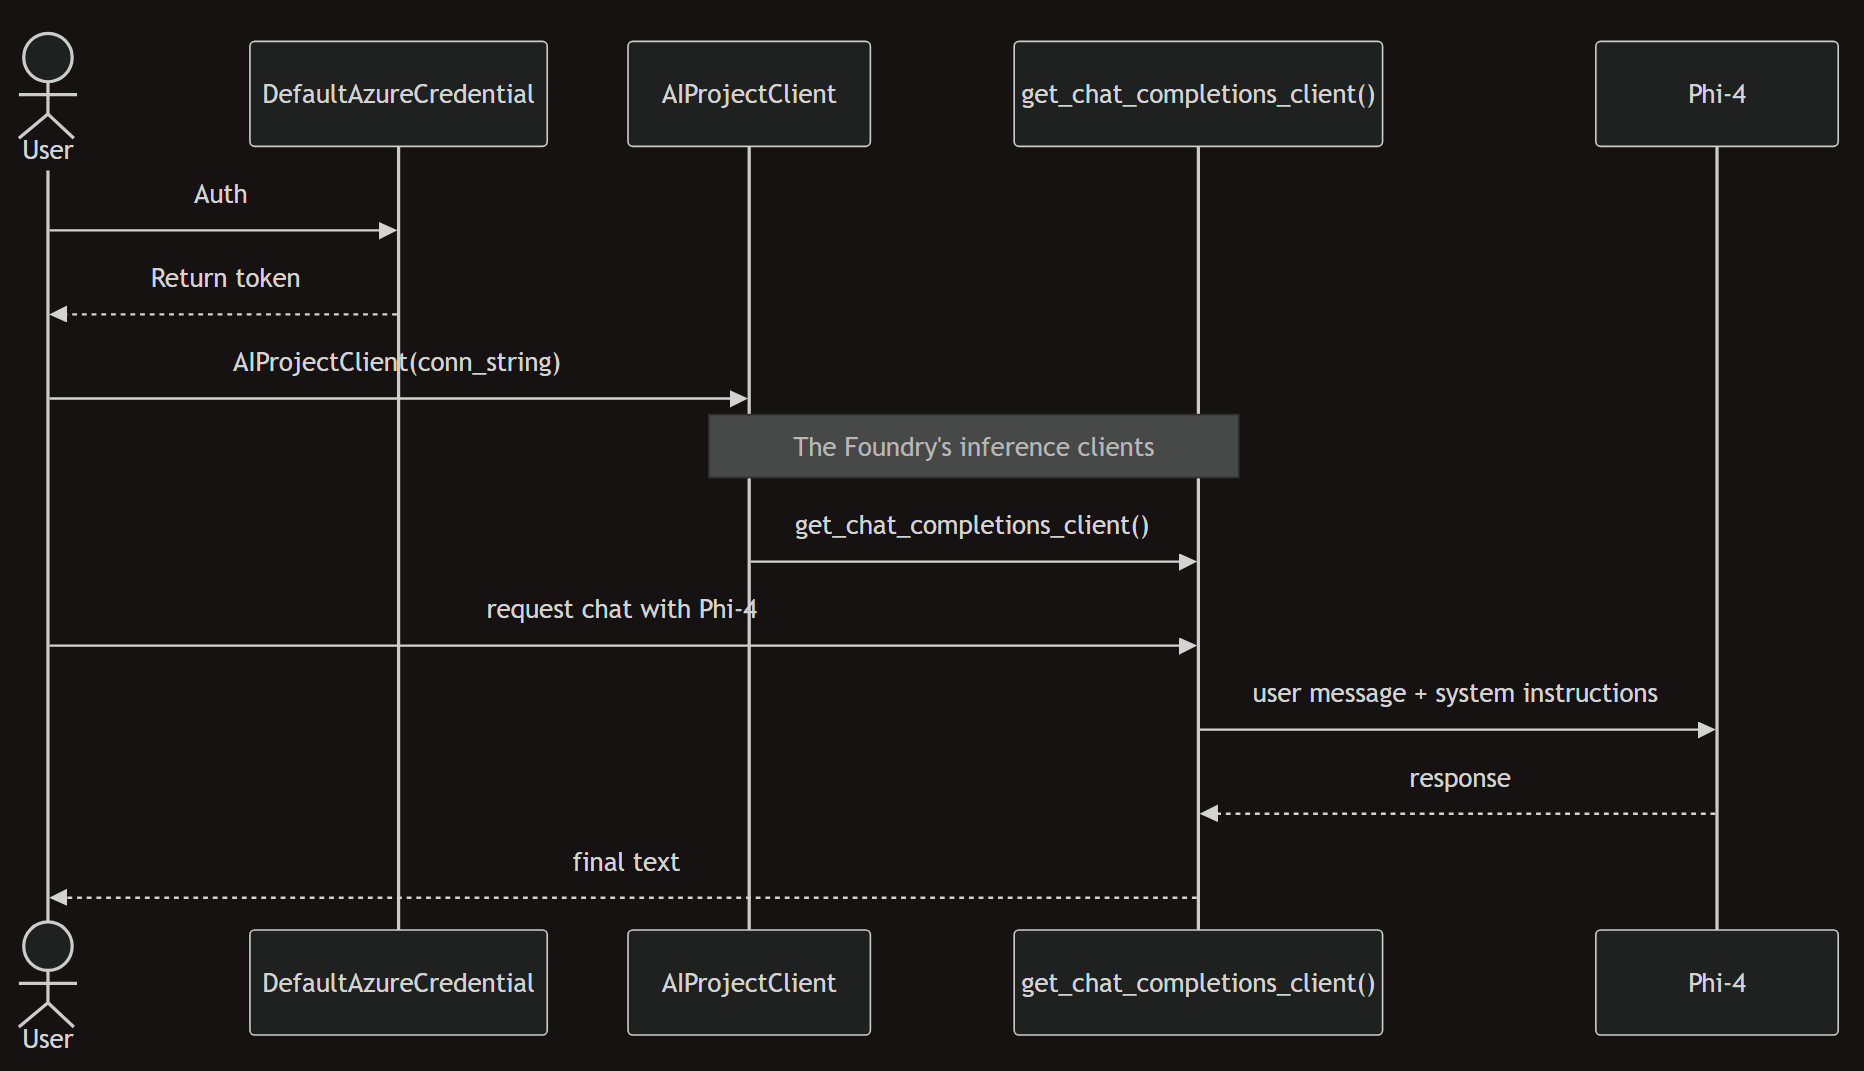 User
DefaultAzureCredential
AIProjectClient
get_chat_completions_client()
Phi-4
Auth
Return token
AIProjectClient(conn_string)
The Foundry's inference clients
get_chat_completions_client()
request chat with Phi-4
user message + system instructions
response
final text
User
DefaultAzureCredential
AIProjectClient
get_chat_completions_client()
Phi-4